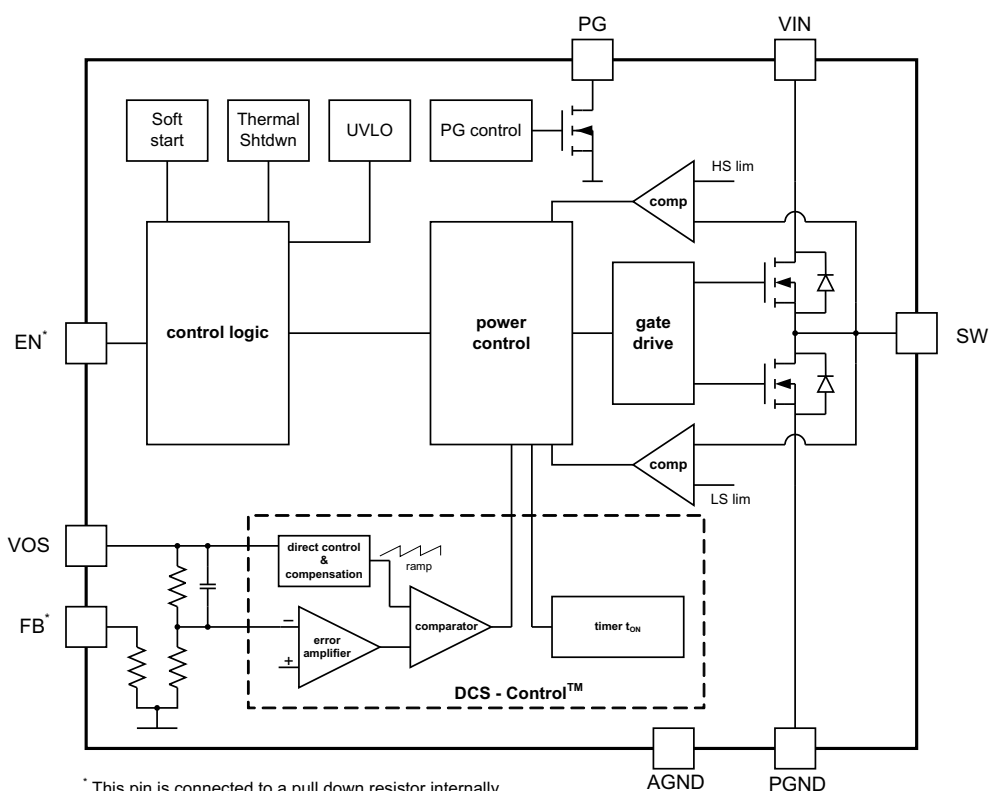 PG
VIN
Soft
start
Thermal
Shtdwn
UVLO
PG control
HS lim
comp
control logic
power
control
gate
drive
EN*
SW
comp
LS lim
VOS
direct control
&
compensation
ramp
FB*
−
+
error
amplifier
comparator
timer tON
DCS - Control™
AGND
PGND
* This pin is connected to a pull down resistor internally